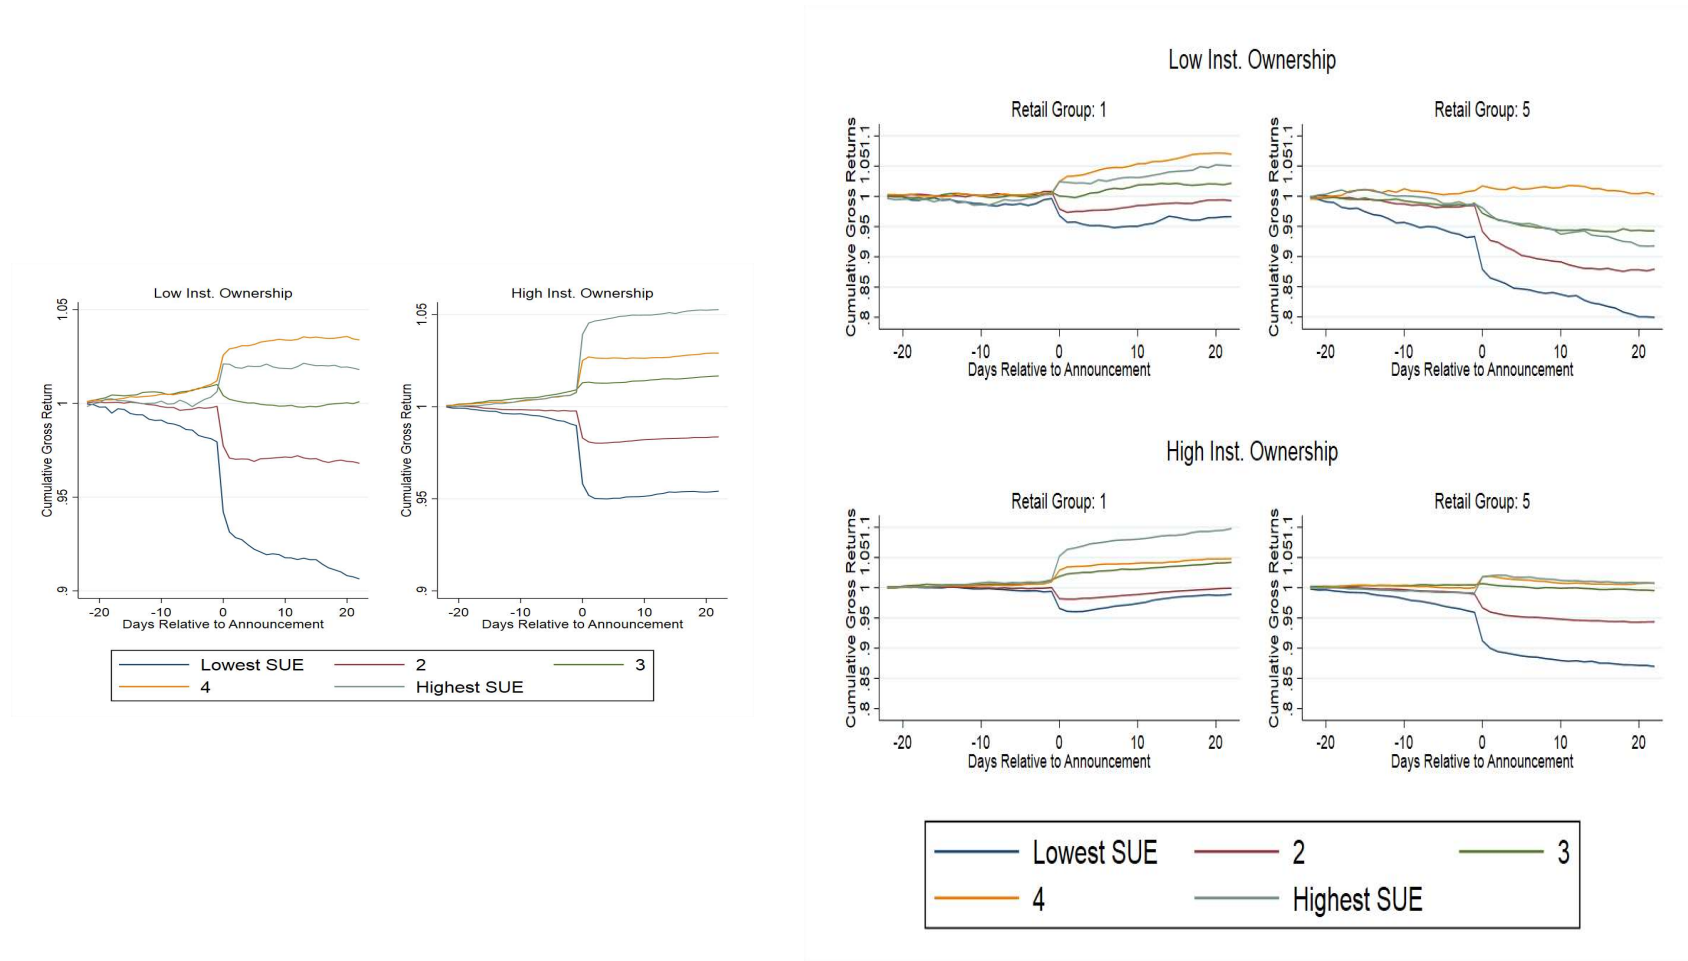 Low Inst. Ownership
High Inst. Ownership
Cumulative Gross Return
1.05
1
.95
.9
-20
-10
0
10
20
Days Relative to Announcement
Cumulative Gross Return
1.05
1
.95
.9
-20
-10
0
10
20
Days Relative to Announcement
Lowest SUE
2
3
4
Highest SUE
Low Inst. Ownership
Retail Group: 1
Cumulative Gross Returns
.8 .85 .9 .95 1 1.05 1.1
-20
-10
0
10
20
Days Relative to Announcement
Retail Group: 5
Cumulative Gross Returns
.8 .85 .9 .95 1 1.05 1.1
-20
-10
0
10
20
Days Relative to Announcement
High Inst. Ownership
Retail Group: 1
Cumulative Gross Returns
.8 .85 .9 .95 1 1.05 1.1
-20
-10
0
10
20
Days Relative to Announcement
Retail Group: 5
Cumulative Gross Returns
.8 .85 .9 .95 1 1.05 1.1
-20
-10
0
10
20
Days Relative to Announcement
Lowest SUE
2
3
4
Highest SUE